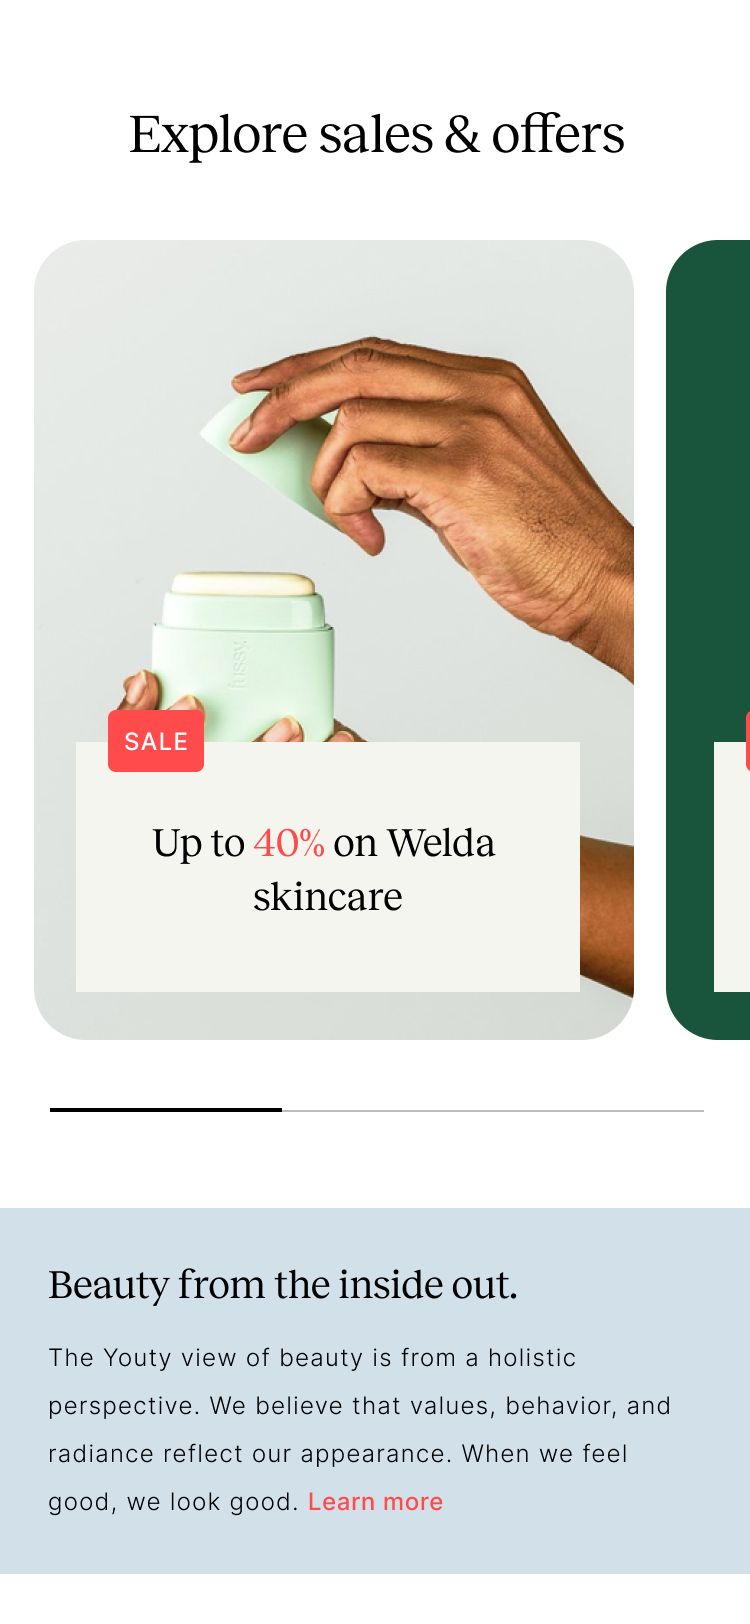 Explore sales & offers
fussy.
SALE
Up to 40% on Welda
skincare
Beauty from the inside out.
The Youty view of beauty is from a holistic
perspective. We believe that values, behavior, and
radiance reflect our appearance. When we feel
good, we look good. Learn more